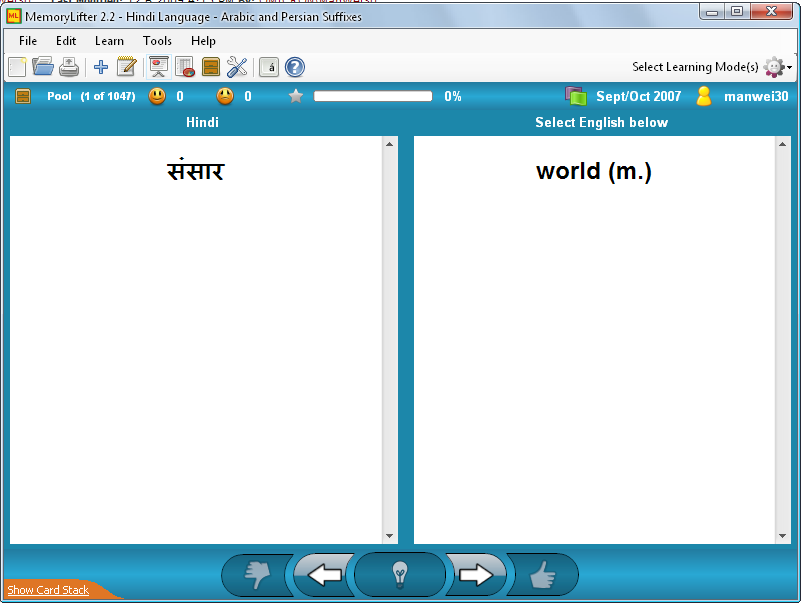 MemoryLifter 2.2 - Hindi Language - Arabic and Persian Suffixes
File Edit Learn Tools Help
Select Learning Mode(s)
Pool (1 of 1047) 0 0 0% Sept/Oct 2007 manwei30
Hindi Select English below
संसार world (m.)
Show Card Stack